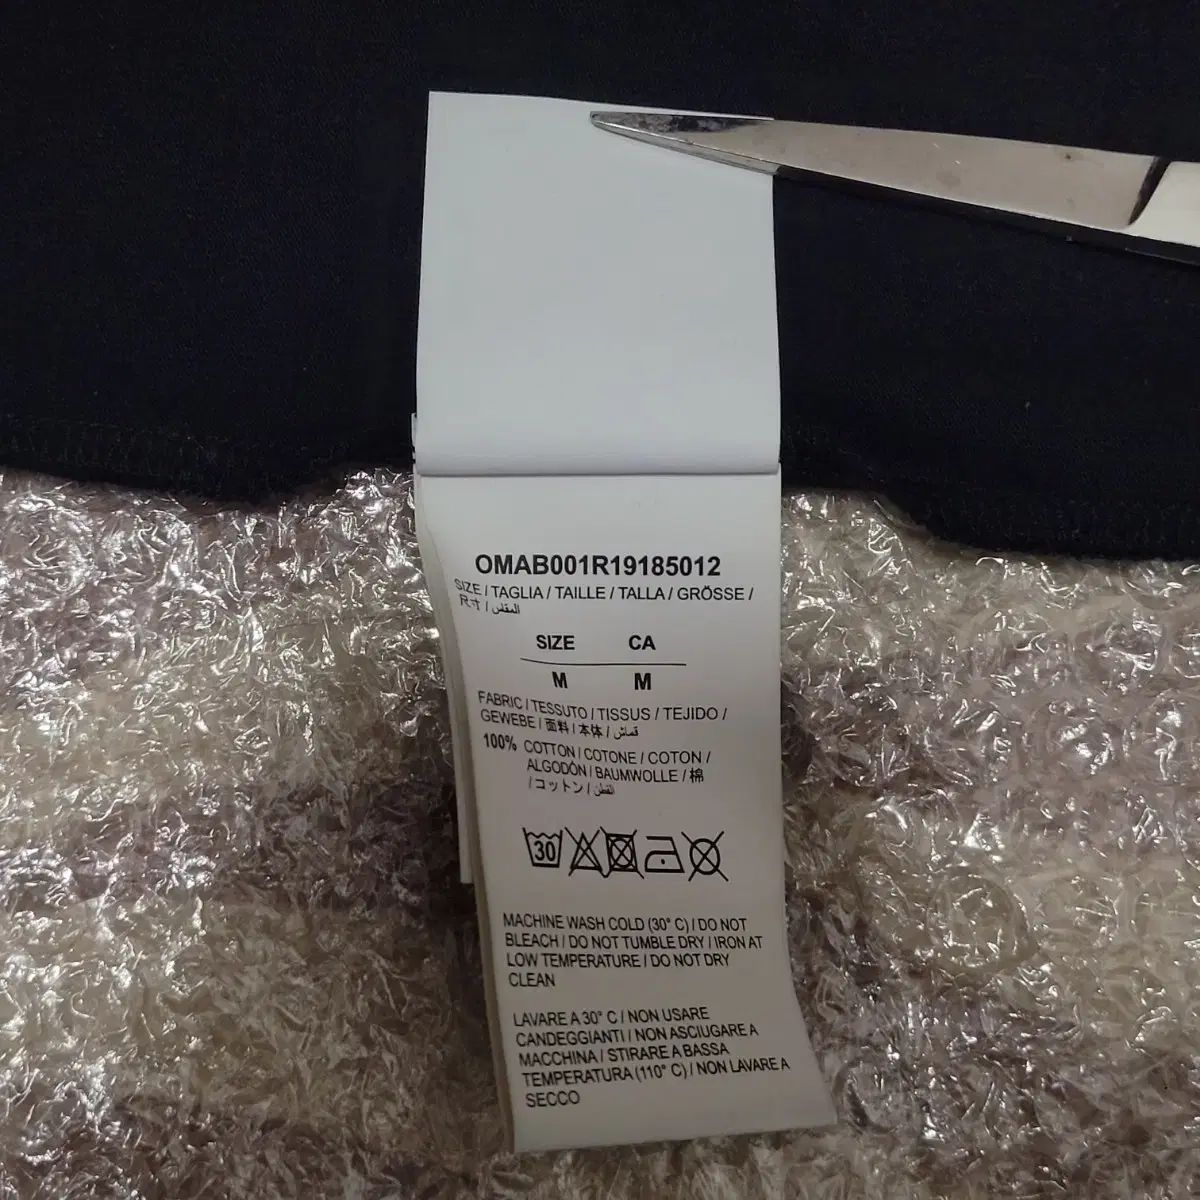 OMAB001R19185012
SIZE / TAGLIA / TAILLE / TALLA / GRÖSSE /
尺寸 / المقاس
SIZE CA
M M
FABRIC / TESSUTO / TISSUS / TEJIDO /
GEWEBE / 面料 / 本体 / قماش
100% COTTON / COTONE / COTON /
ALGODÓN / BAUMWOLLE / 棉
/ コットン / القطن
30
MACHINE WASH COLD (30° C) / DO NOT
BLEACH / DO NOT TUMBLE DRY / IRON AT
LOW TEMPERATURE / DO NOT DRY
CLEAN
LAVARE A 30° C / NON USARE
CANDEGGIANTI / NON ASCIUGARE A
MACCHINA / STIRARE A BASSA
TEMPERATURA (110° C) / NON LAVARE A
SECCO